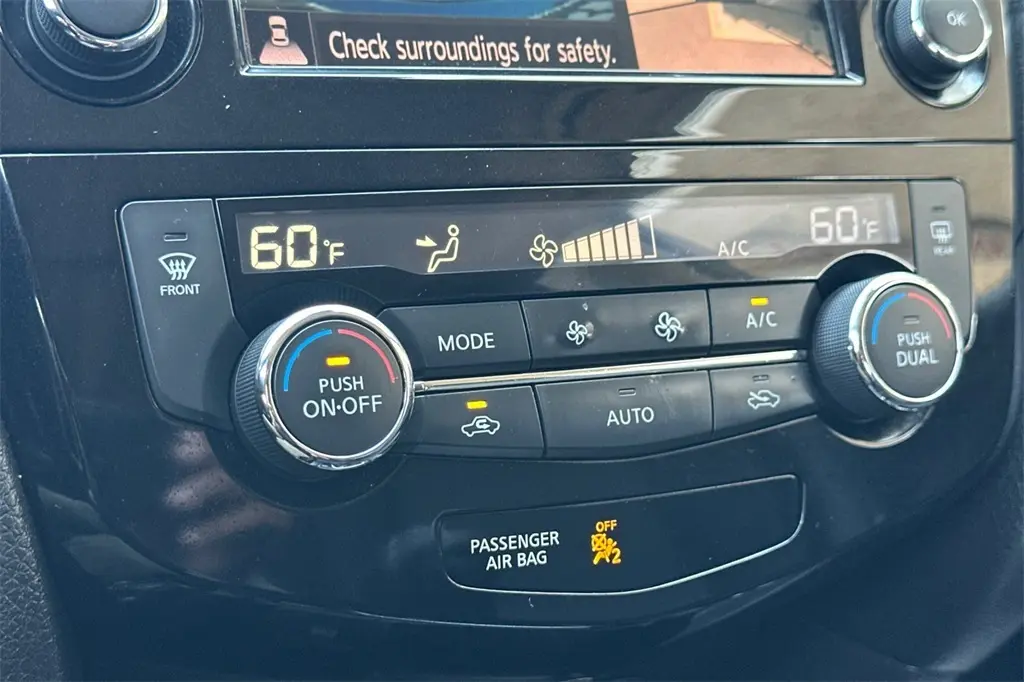 OK
Check surroundings for safety.
60°F
A/C
60°F
FRONT
REAR
MODE
A/C
PUSH
ON•OFF
PUSH
DUAL
AUTO
PASSENGER
AIR BAG
OFF
2